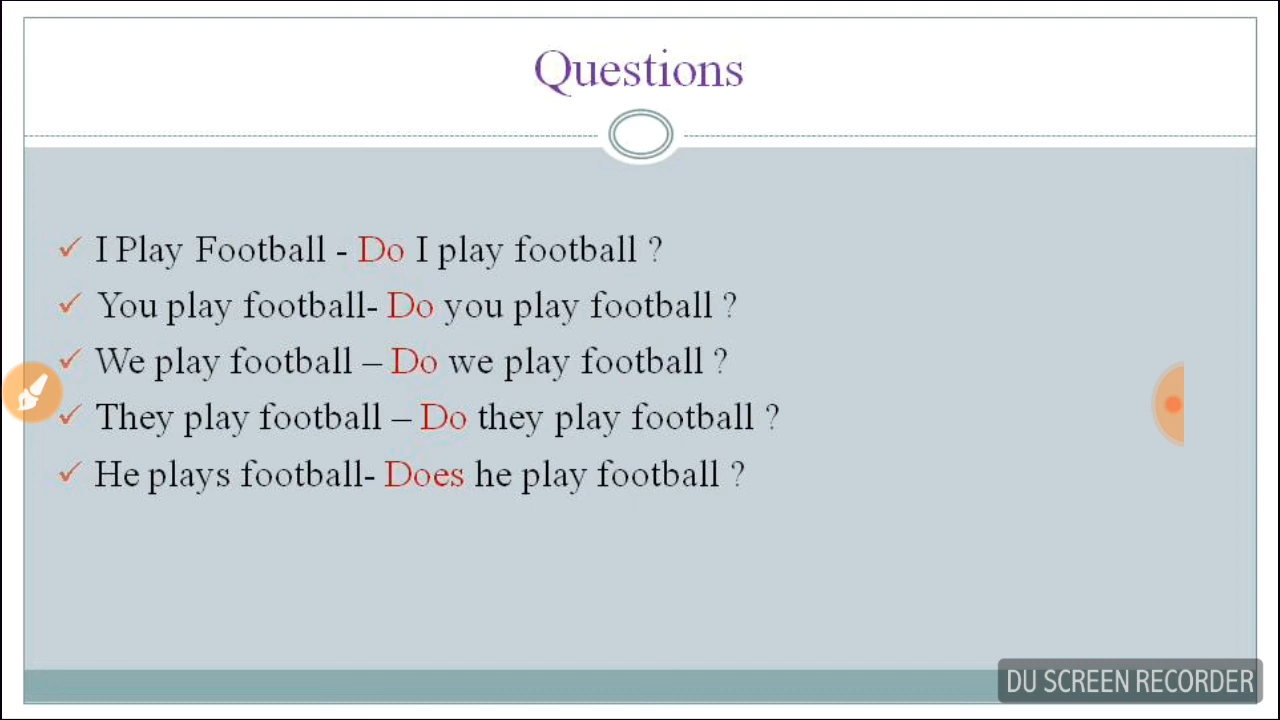 Questions
I Play Football - Do I play football ?
You play football- Do you play football ?
We play football – Do we play football ?
They play football – Do they play football ?
He plays football- Does he play football ?
DU SCREEN RECORDER